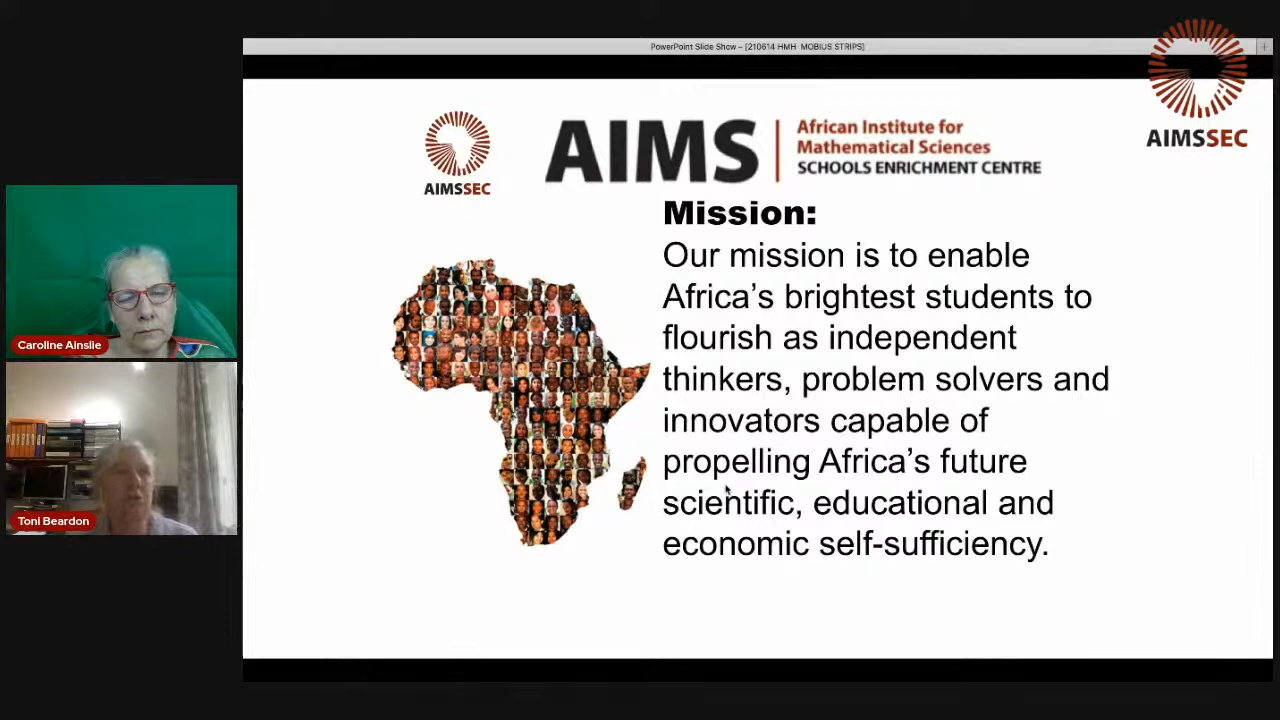 PowerPoint Slide Show – [210614 HMH MOBIUS STRIPS]
AIMSSEC
AIMSSEC
AIMS
African Institute for
Mathematical Sciences
SCHOOLS ENRICHMENT CENTRE
Mission:
Our mission is to enable
Africa’s brightest students to
flourish as independent
thinkers, problem solvers and
innovators capable of
propelling Africa’s future
scientific, educational and
economic self-sufficiency.
Caroline Ainslie
Toni Beardon